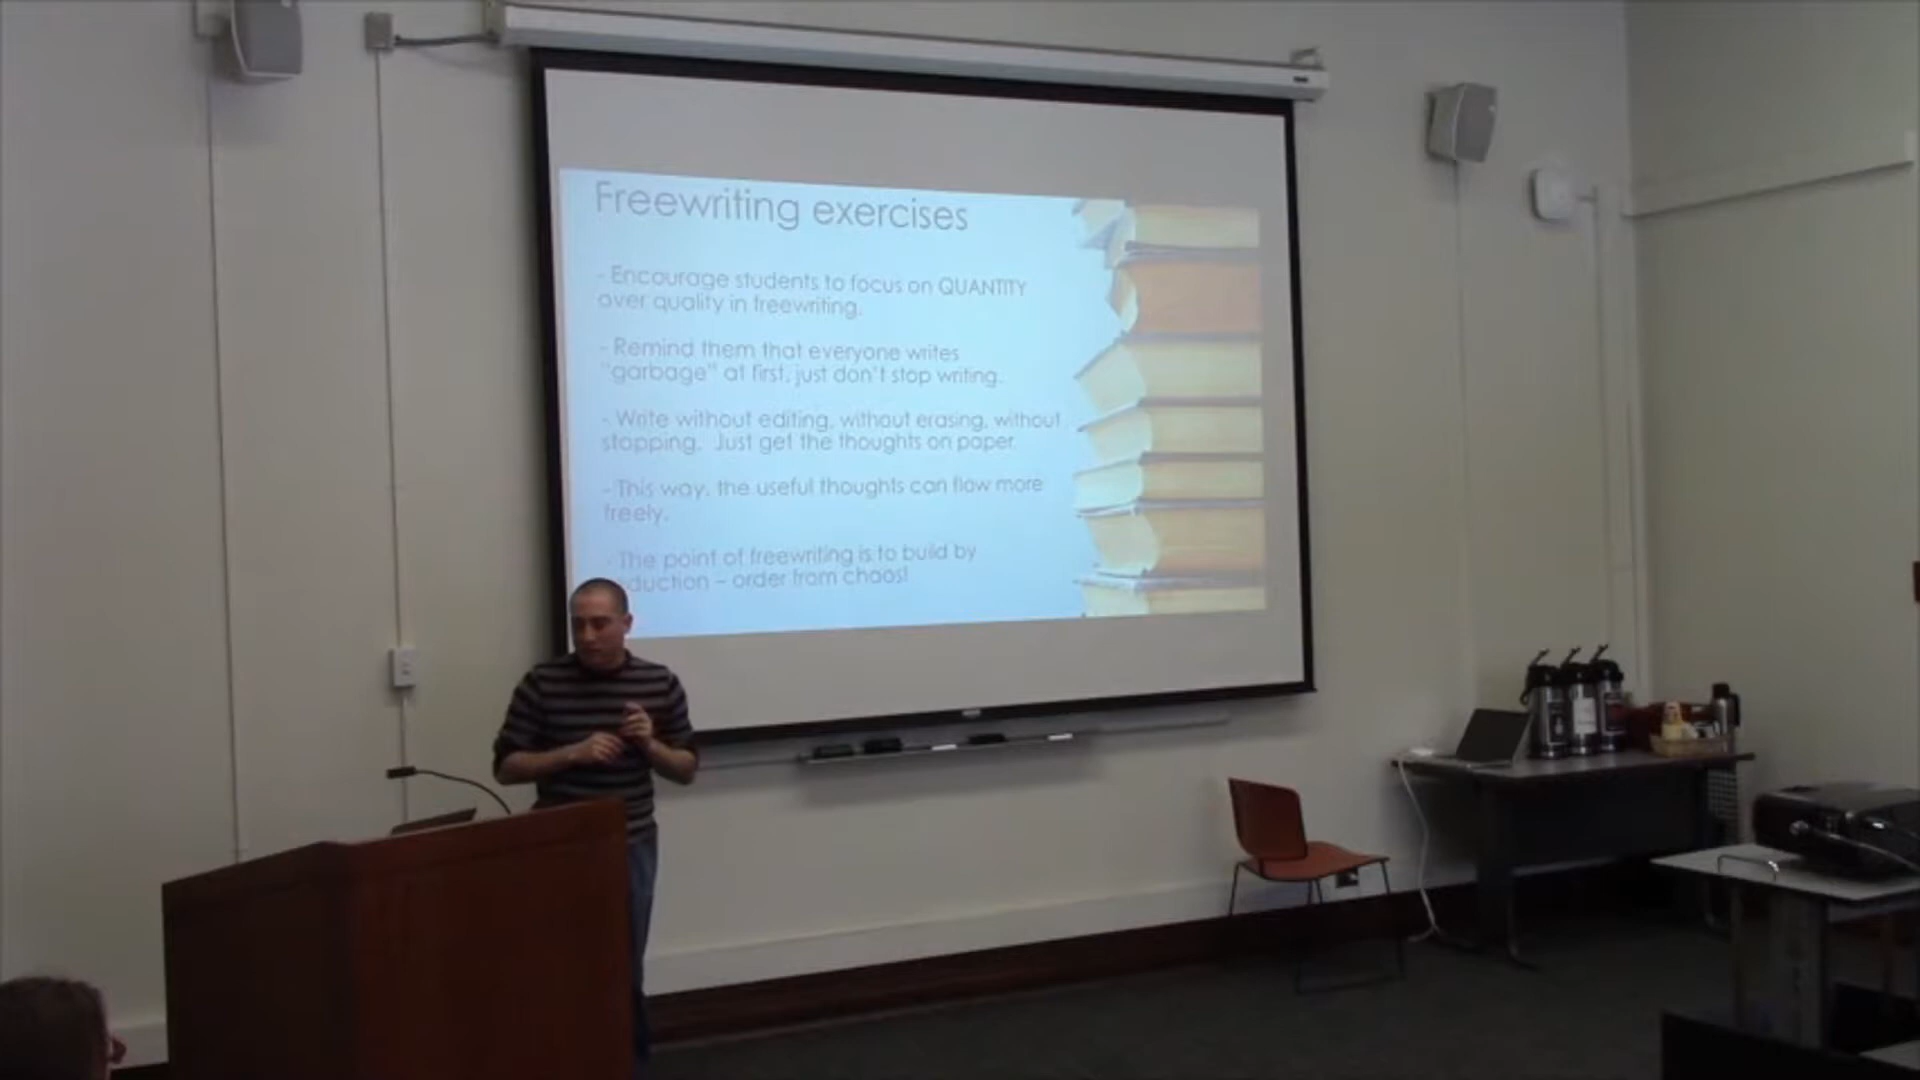 Freewriting exercises
- Encourage students to focus on QUANTITY
over quality in freewriting.
- Remind them that everyone writes
"garbage" at first, just don't stop writing.
- Write without editing, without erasing, without
stopping. Just get the thoughts on paper.
- This way, the useful thoughts can flow more
freely.
- The point of freewriting is to build by
duction – order from chaos!